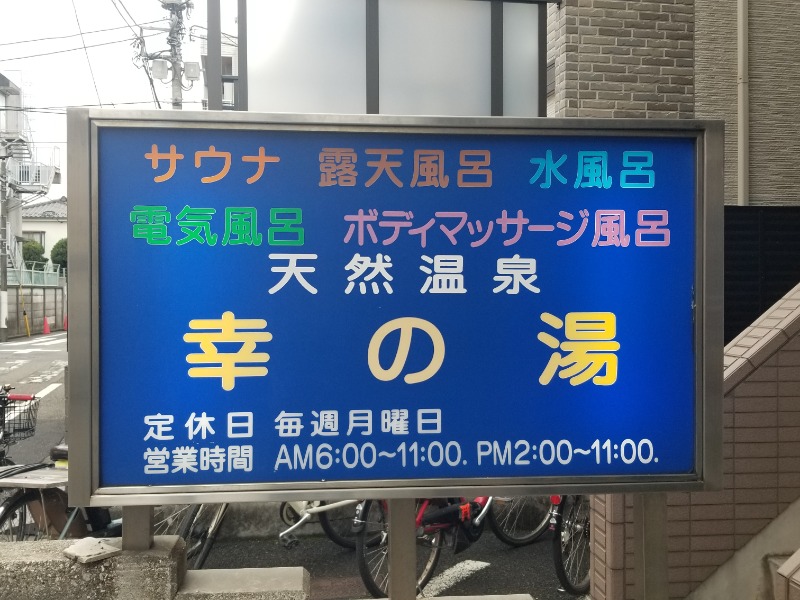 サウナ 露天風呂 水風呂
電気風呂 ボディマッサージ風呂
天然温泉
幸の湯
定休日 毎週月曜日
営業時間 AM6:00～11:00. PM2:00～11:00.